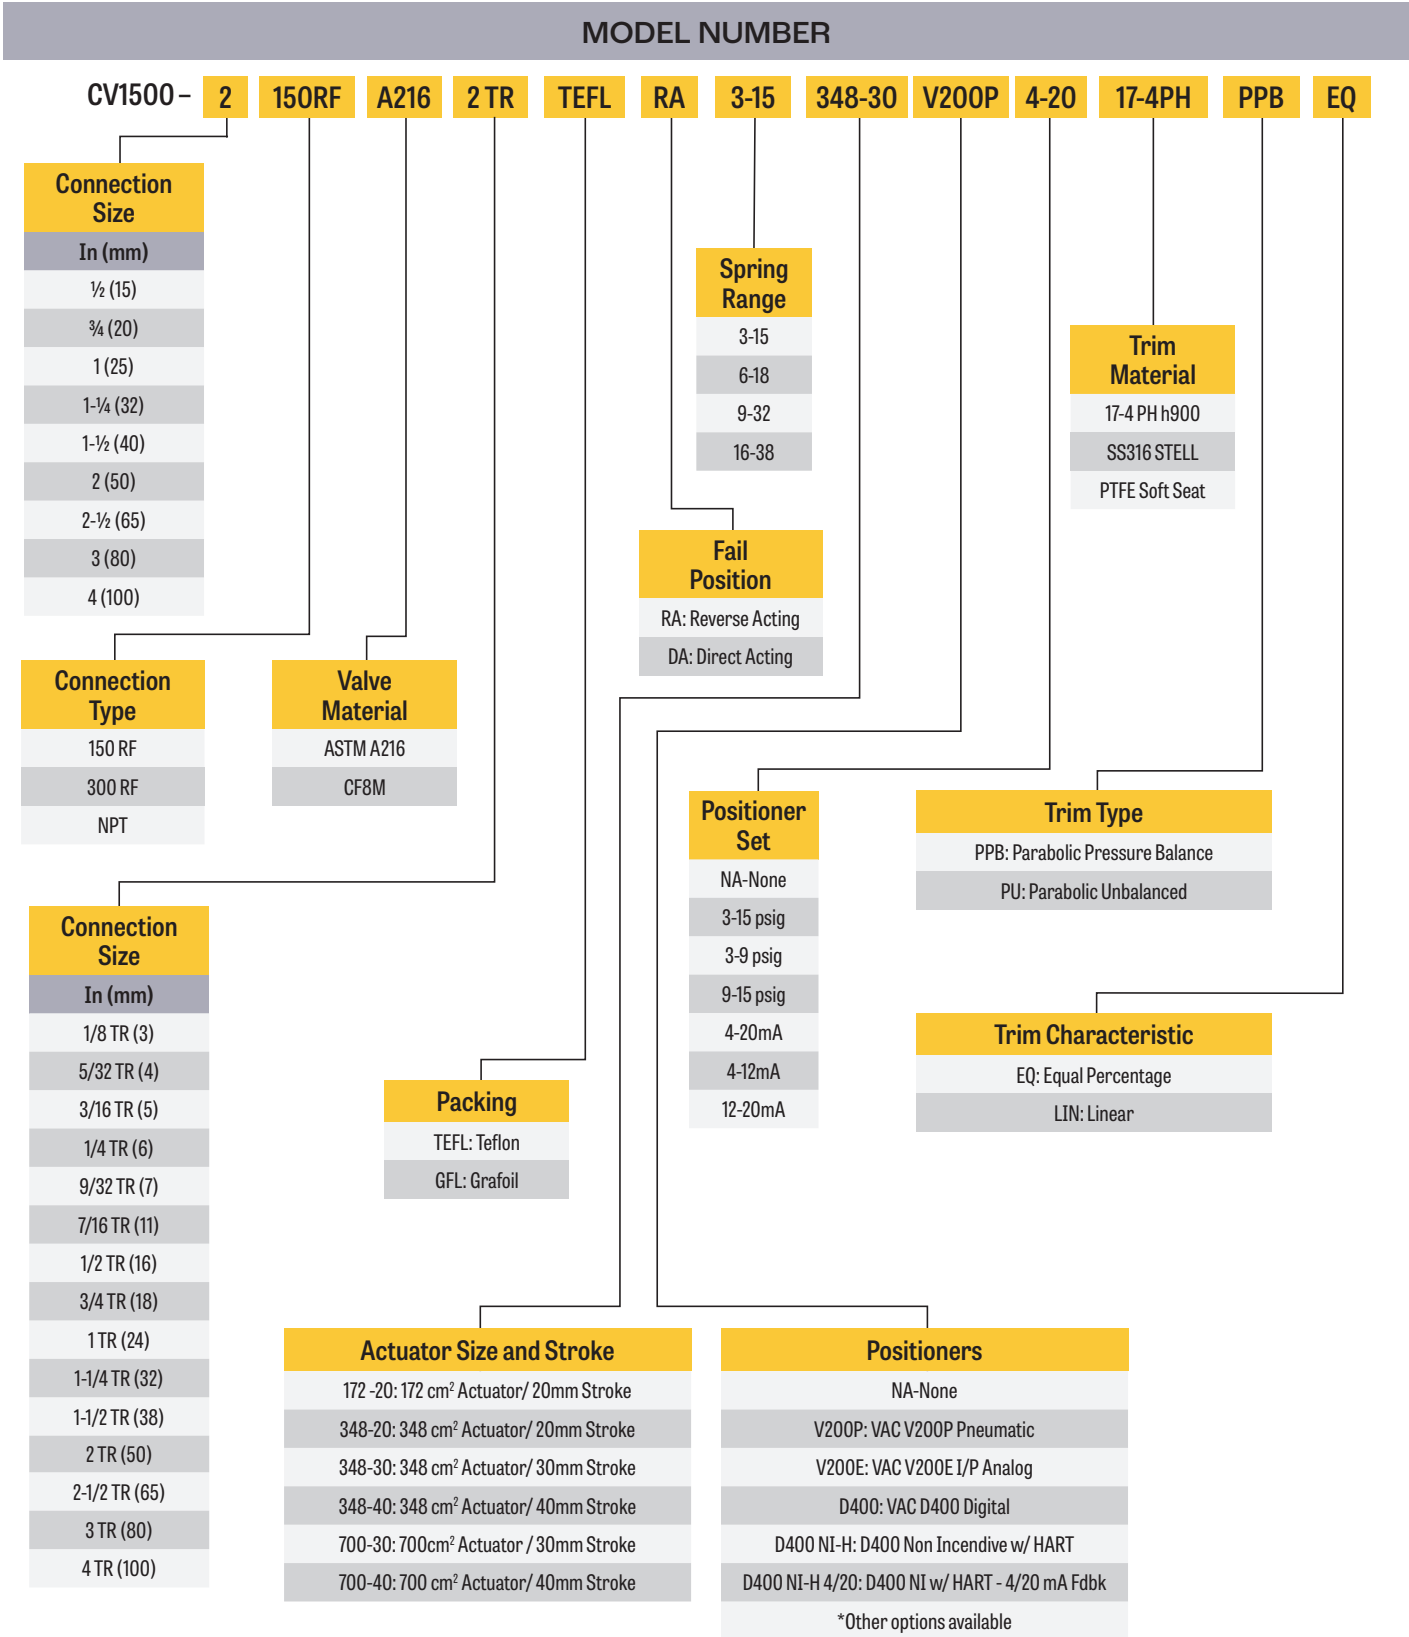 MODEL NUMBER
CV1500 – 2 150RF A216 2 TR TEFL RA 3-15 348-30 V200P 4-20 17-4PH PPB EQ
Connection
Size
In (mm)
½ (15)
¾ (20)
1 (25)
1-¼ (32)
1-½ (40)
2 (50)
2-½ (65)
3 (80)
4 (100)
Spring
Range
3-15
6-18
9-32
16-38
Trim
Material
17-4 PH h900
SS316 STELL
PTFE Soft Seat
Fail
Position
RA: Reverse Acting
DA: Direct Acting
Connection
Type
150 RF
300 RF
NPT
Valve
Material
ASTM A216
CF8M
Positioner
Set
NA-None
3-15 psig
3-9 psig
9-15 psig
4-20mA
4-12mA
12-20mA
Trim Type
PPB: Parabolic Pressure Balance
PU: Parabolic Unbalanced
Connection
Size
In (mm)
1/8 TR (3)
5/32 TR (4)
3/16 TR (5)
1/4 TR (6)
9/32 TR (7)
7/16 TR (11)
1/2 TR (16)
3/4 TR (18)
1 TR (24)
1-1/4 TR (32)
1-1/2 TR (38)
2 TR (50)
2-1/2 TR (65)
3 TR (80)
4 TR (100)
Trim Characteristic
EQ: Equal Percentage
LIN: Linear
Packing
TEFL: Teflon
GFL: Grafoil
Actuator Size and Stroke
172 -20: 172 cm² Actuator/ 20mm Stroke
348-20: 348 cm² Actuator/ 20mm Stroke
348-30: 348 cm² Actuator/ 30mm Stroke
348-40: 348 cm² Actuator/ 40mm Stroke
700-30: 700cm² Actuator / 30mm Stroke
700-40: 700 cm² Actuator/ 40mm Stroke
Positioners
NA-None
V200P: VAC V200P Pneumatic
V200E: VAC V200E I/P Analog
D400: VAC D400 Digital
D400 NI-H: D400 Non Incendive w/ HART
D400 NI-H 4/20: D400 NI w/ HART - 4/20 mA Fdbk
*Other options available